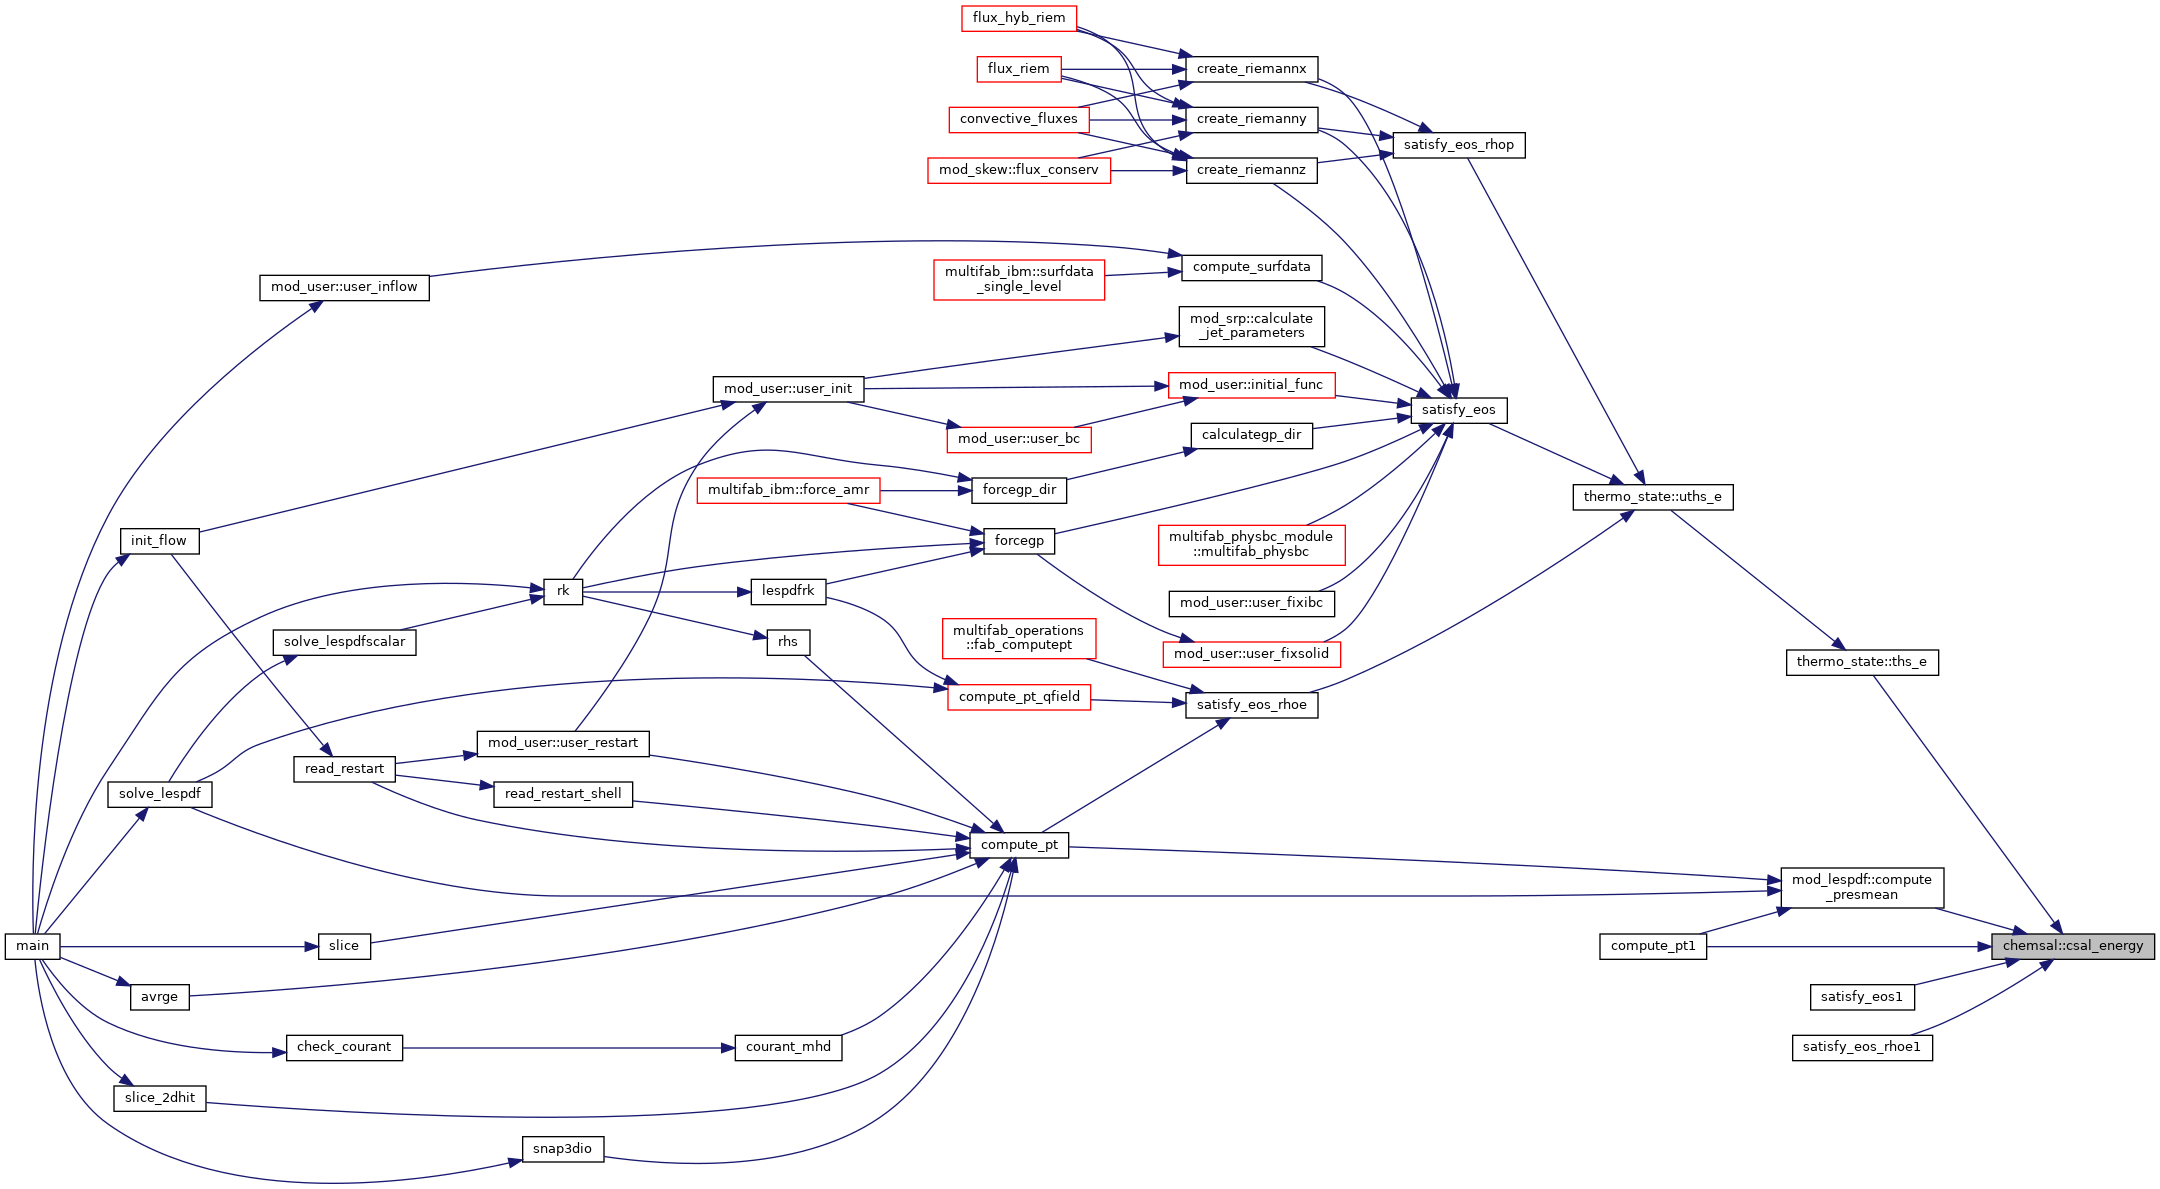 flux_hyb_riem
flux_riem
create_riemannx
convective_fluxes
create_riemanny
satisfy_eos_rhop
mod_skew::flux_conserv
create_riemannz
mod_user::user_inflow
compute_surfdata
multifab_ibm::surfdata
_single_level
mod_srp::calculate
_jet_parameters
mod_user::user_init
mod_user::initial_func
satisfy_eos
mod_user::user_bc
calculategp_dir
multifab_ibm::force_amr
forcegp_dir
thermo_state::uths_e
init_flow
forcegp
multifab_physbc_module
::multifab_physbc
rk
lespdfrk
mod_user::user_fixibc
solve_lespdfscalar
rhs
multifab_operations
::fab_computept
mod_user::user_fixsolid
thermo_state::ths_e
compute_pt_qfield
satisfy_eos_rhoe
mod_user::user_restart
read_restart
solve_lespdf
read_restart_shell
compute_pt
mod_lespdf::compute
_presmean
main
slice
compute_pt1
chemsal::csal_energy
avrge
satisfy_eos1
check_courant
courant_mhd
satisfy_eos_rhoe1
slice_2dhit
snap3dio